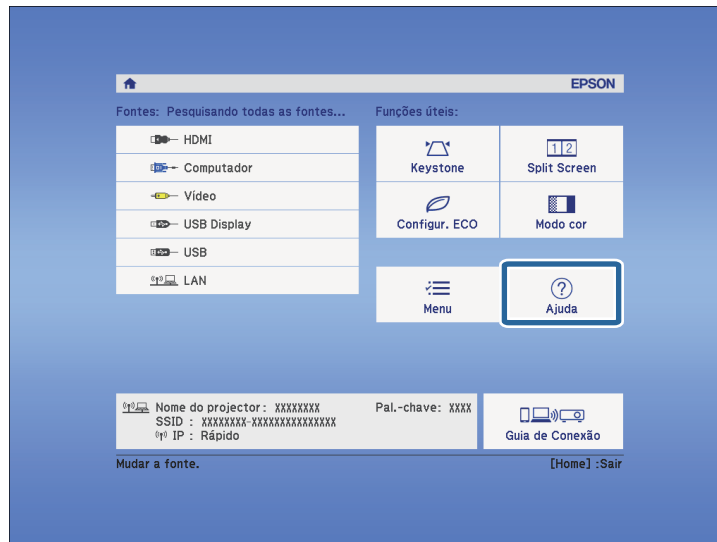 EPSON
Fontes: Pesquisando todas as fontes...
HDMI
Computador
Vídeo
USB Display
USB
LAN
Funções úteis:
Keystone
1 2
Split Screen
Configur. ECO
Modo cor
Menu
?
Ajuda
Nome do projector: XXXXXXXX
Pal.-chave: XXXX
SSID : XXXXXXXX-XXXXXXXXXXXXXXX
IP : Rápido
Guia de Conexão
Mudar a fonte.
[Home] :Sair